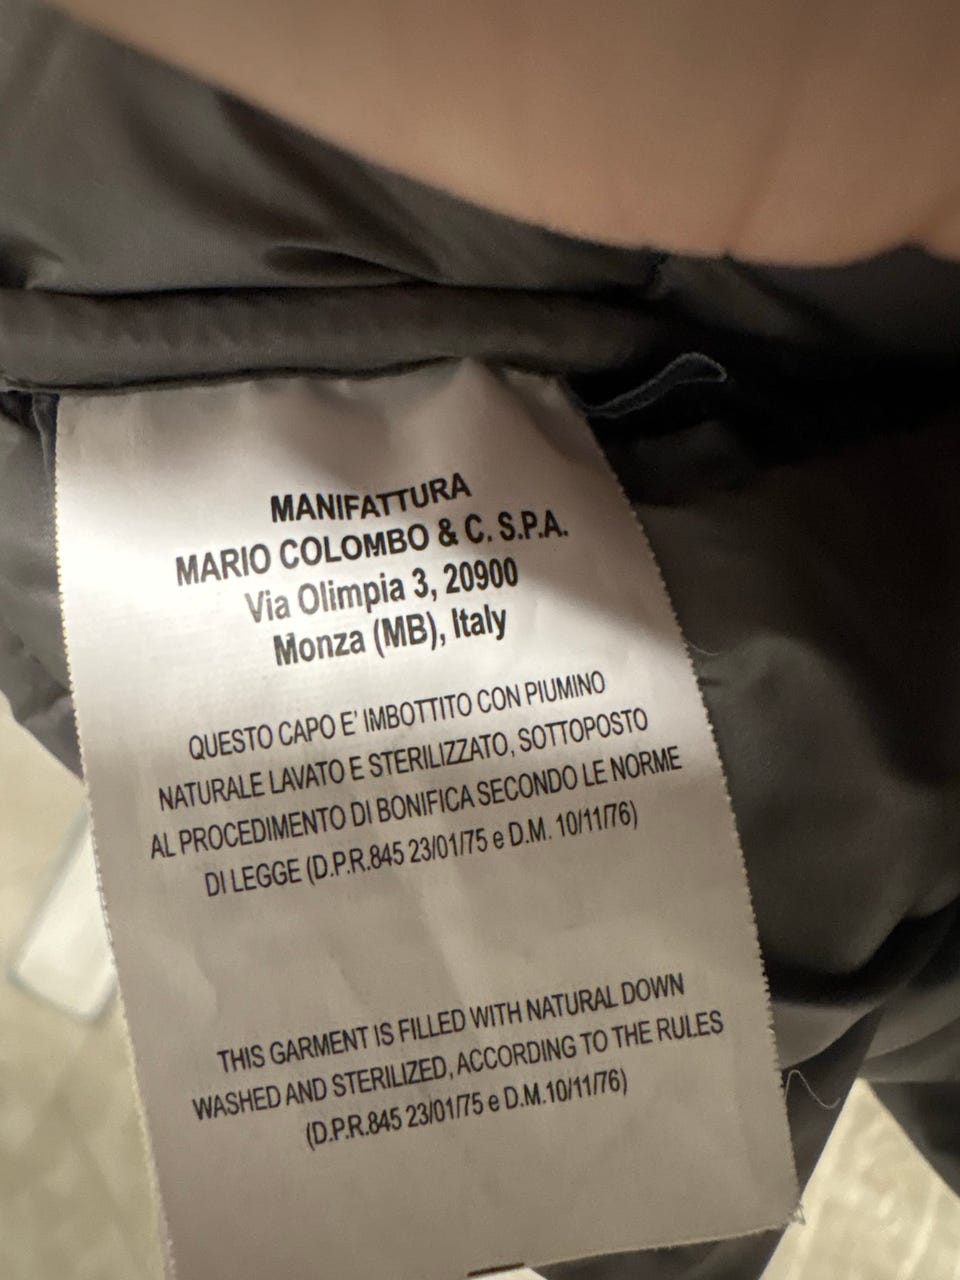 MANIFATTURA
MARIO COLOMBO & C. S.P.A.
Via Olimpia 3, 20900
Monza (MB), Italy
QUESTO CAPO E' IMBOTTITO CON PIUMINO
NATURALE LAVATO E STERILIZZATO, SOTTOPOSTO
AL PROCEDIMENTO DI BONIFICA SECONDO LE NORME
DI LEGGE (D.P.R.845 23/01/75 e D.M. 10/11/76)
THIS GARMENT IS FILLED WITH NATURAL DOWN
WASHED AND STERILIZED, ACCORDING TO THE RULES
(D.P.R.845 23/01/75 e D.M.10/11/76)